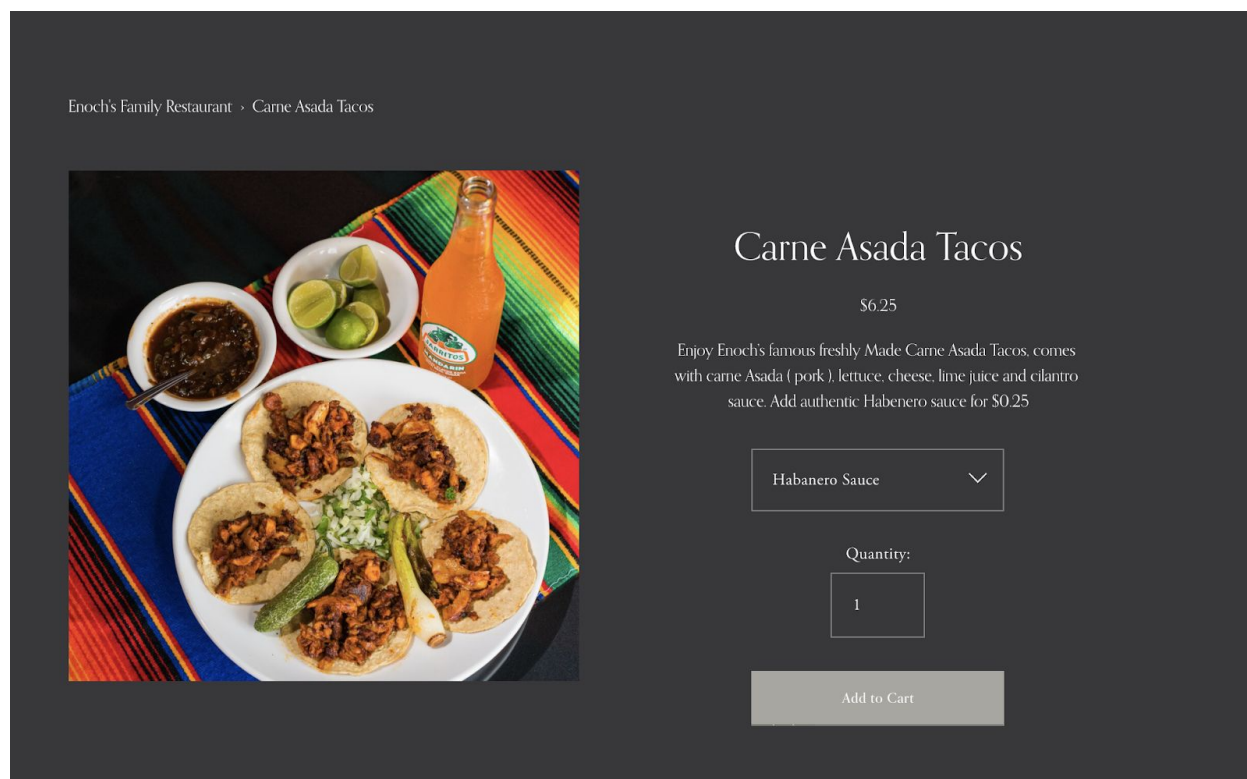 Enoch's Family Restaurant › Carne Asada Tacos
JARRITOS
MANDARIN
Carne Asada Tacos
$6.25
Enjoy Enoch's famous freshly Made Carne Asada Tacos, comes
with carne Asada ( pork ), lettuce, cheese, lime juice and cilantro
sauce. Add authentic Habenero sauce for $0.25
Habanero Sauce
Quantity:
1
Add to Cart